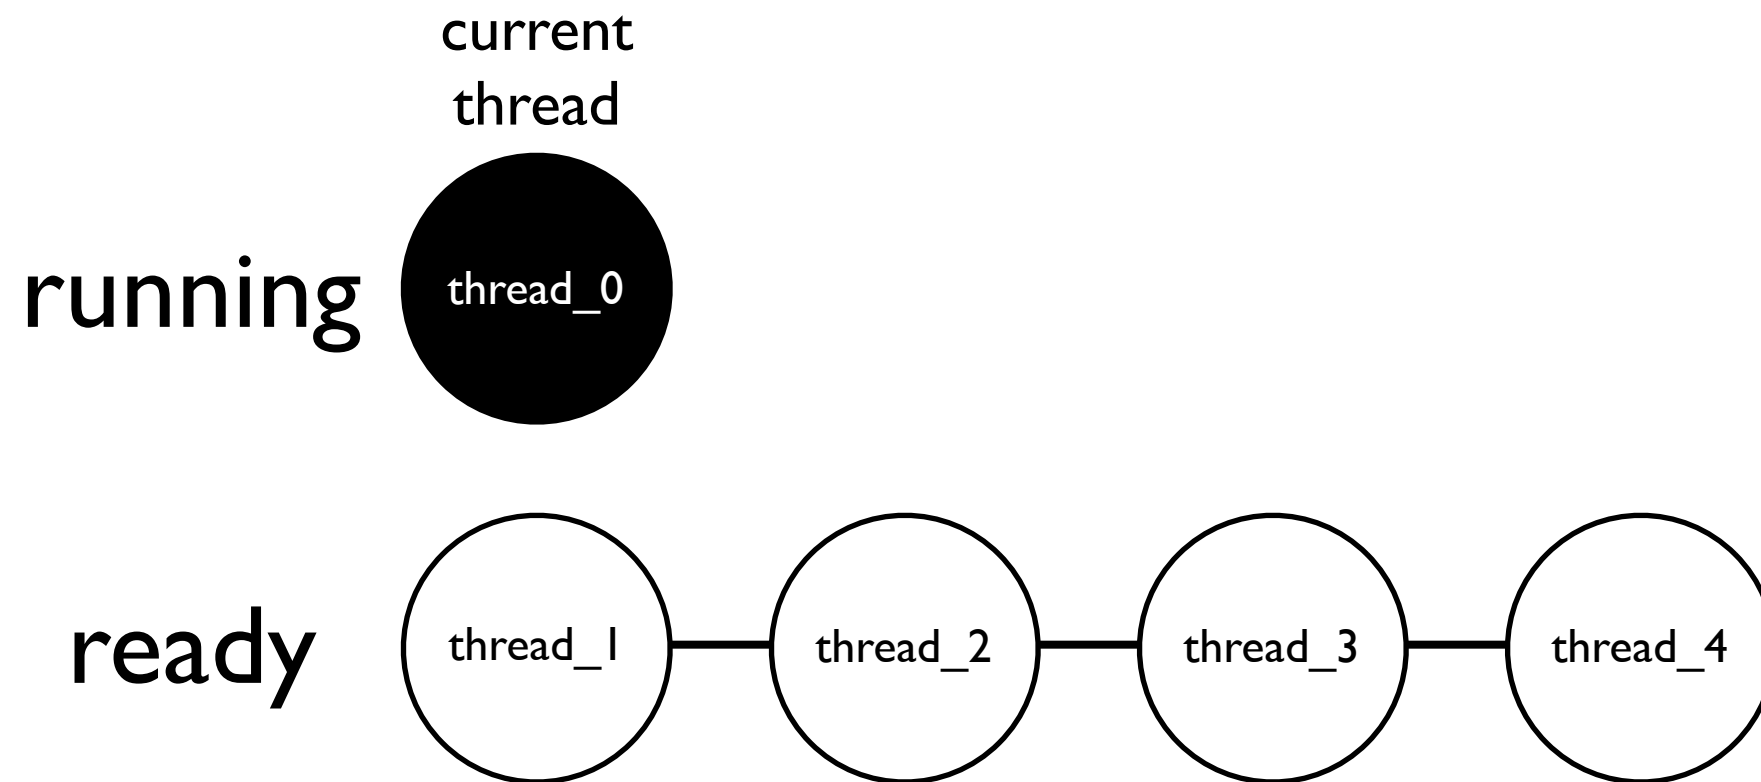 current
thread
running
thread_0
ready
thread_1
thread_2
thread_3
thread_4